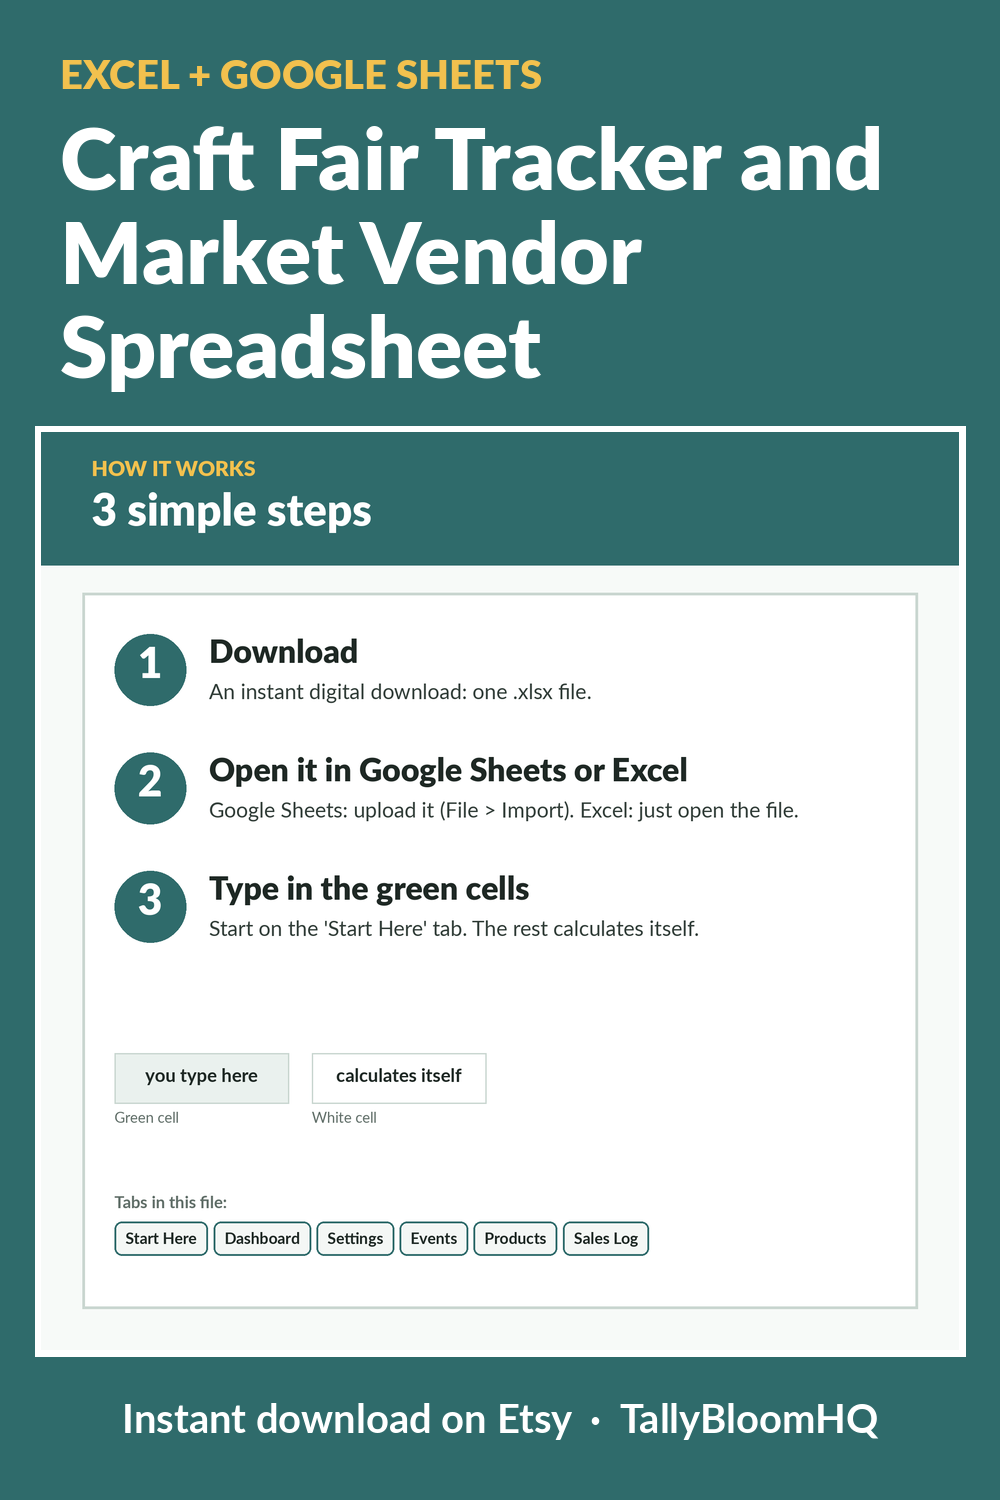 EXCEL + GOOGLE SHEETS
Craft Fair Tracker and
Market Vendor
Spreadsheet
HOW IT WORKS
3 simple steps
1
Download
An instant digital download: one .xlsx file.
2
Open it in Google Sheets or Excel
Google Sheets: upload it (File > Import). Excel: just open the file.
3
Type in the green cells
Start on the 'Start Here' tab. The rest calculates itself.
you type here
calculates itself
Green cell
White cell
Tabs in this file:
Start Here Dashboard Settings Events Products Sales Log
Instant download on Etsy · TallyBloomHQ